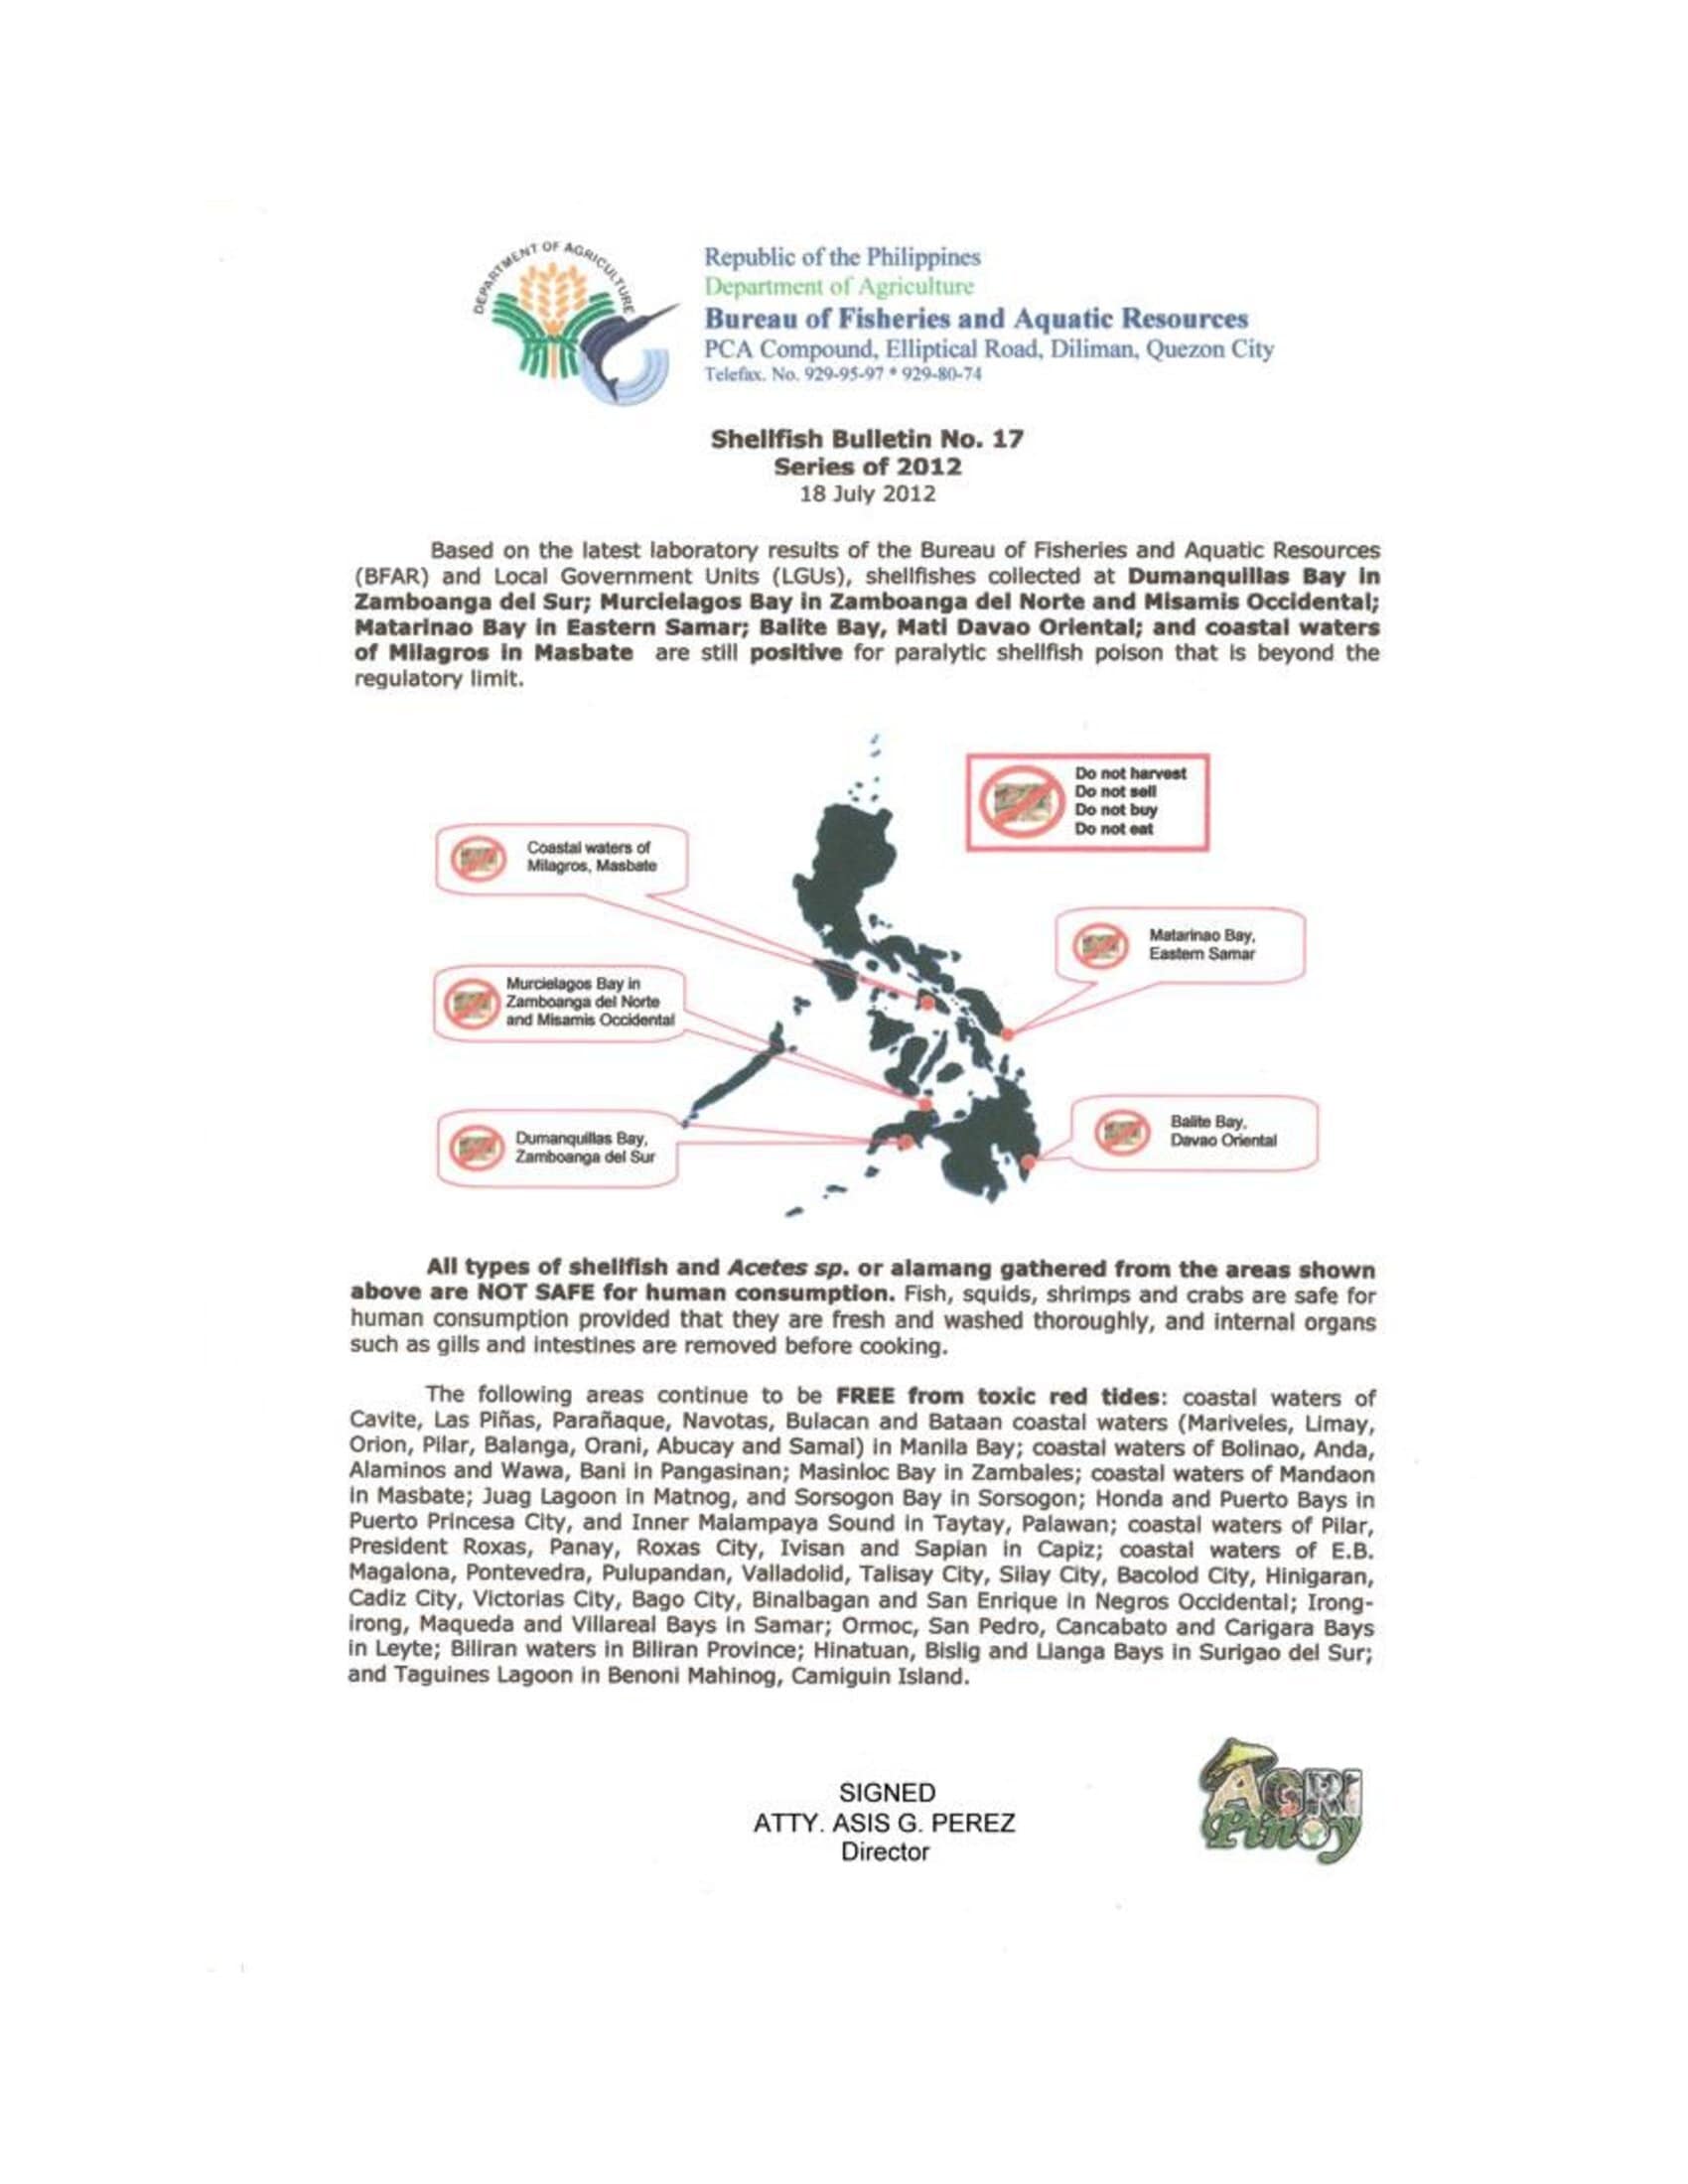 DEPARTMENT OF AGRICULTURE
Republic of the Philippines
Department of Agriculture
Bureau of Fisheries and Aquatic Resources
PCA Compound, Elliptical Road, Diliman, Quezon City
Telefax. No. 929-95-97 * 929-80-74
Shellfish Bulletin No. 17
Series of 2012
18 July 2012
Based on the latest laboratory results of the Bureau of Fisheries and Aquatic Resources
(BFAR) and Local Government Units (LGUs), shellfishes collected at Dumanquillas Bay in
Zamboanga del Sur; Murcielagos Bay in Zamboanga del Norte and Misamis Occidental;
Matarinao Bay in Eastern Samar; Balite Bay, Mati Davao Oriental; and coastal waters
of Milagros in Masbate are still positive for paralytic shellfish poison that is beyond the
regulatory limit.
Do not harvest
Do not sell
Do not buy
Do not eat
Coastal waters of
Milagros, Masbate
Matarinao Bay,
Eastern Samar
Murcielagos Bay in
Zamboanga del Norte
and Misamis Occidental
Dumanquillas Bay,
Zamboanga del Sur
Balite Bay,
Davao Oriental
All types of shellfish and Acetes sp. or alamang gathered from the areas shown
above are NOT SAFE for human consumption. Fish, squids, shrimps and crabs are safe for
human consumption provided that they are fresh and washed thoroughly, and internal organs
such as gills and intestines are removed before cooking.
The following areas continue to be FREE from toxic red tides: coastal waters of
Cavite, Las Piñas, Parañaque, Navotas, Bulacan and Bataan coastal waters (Mariveles, Limay,
Orion, Pilar, Balanga, Orani, Abucay and Samal) in Manila Bay; coastal waters of Bolinao, Anda,
Alaminos and Wawa, Bani in Pangasinan; Masinloc Bay in Zambales; coastal waters of Mandaon
in Masbate; Juag Lagoon in Matnog, and Sorsogon Bay in Sorsogon; Honda and Puerto Bays in
Puerto Princesa City, and Inner Malampaya Sound in Taytay, Palawan; coastal waters of Pilar,
President Roxas, Panay, Roxas City, Ivisan and Sapian in Capiz; coastal waters of E.B.
Magalona, Pontevedra, Pulupandan, Valladolid, Talisay City, Silay City, Bacolod City, Hinigaran,
Cadiz City, Victorias City, Bago City, Binalbagan and San Enrique in Negros Occidental; Irong-
irong, Maqueda and Villareal Bays in Samar; Ormoc, San Pedro, Cancabato and Carigara Bays
in Leyte; Biliran waters in Biliran Province; Hinatuan, Bislig and Lianga Bays in Surigao del Sur;
and Taguines Lagoon in Benoni Mahinog, Camiguin Island.
SIGNED
ATTY. ASIS G. PEREZ
Director
AGRI
Pinoy